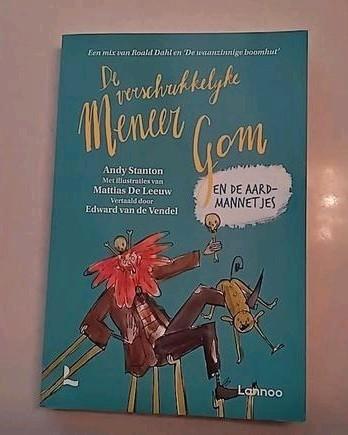 Een mix van Roald Dahl en 'De waanzinnige boomhut'
De
verschrikkelijke
Meneer
Gom
Andy Stanton
Met illustraties van
Mattias De Leeuw
Vertaald door
Edward van de Vendel
EN DE AARD-
MANNETJES
Lannoo